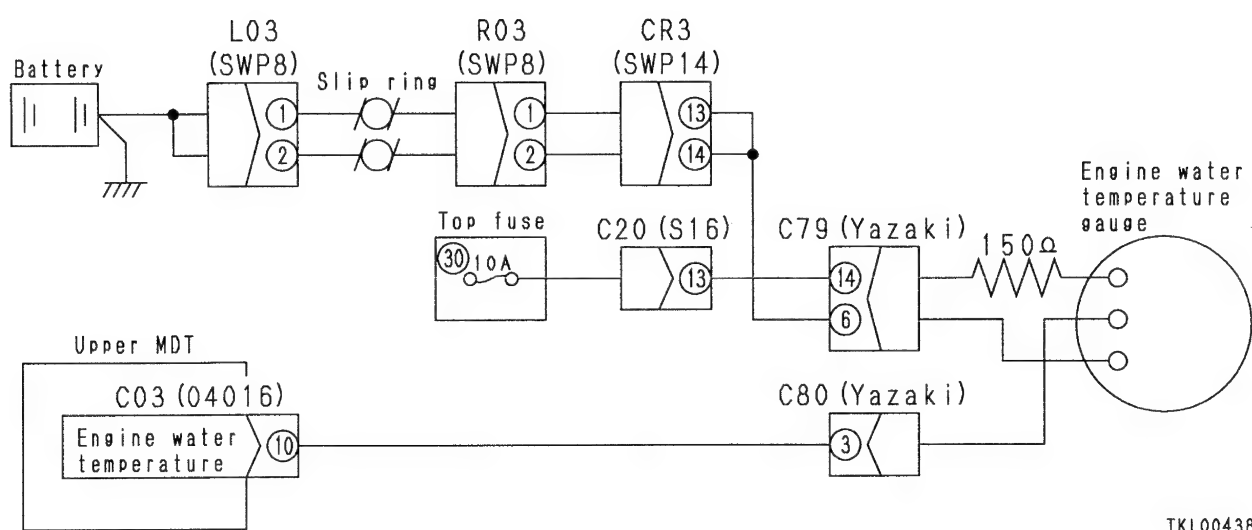 L03
(SWP8)
R03
(SWP8)
CR3
(SWP14)
Battery
Slip ring
1
2
1
2
13
14
Engine water
temperature
gauge
Top fuse
30
10A
C20 (S16)
13
C79 (Yazaki)
14
6
150Ω
Upper MDT
C03 (04016)
Engine water
temperature
10
C80 (Yazaki)
3
TKL00438